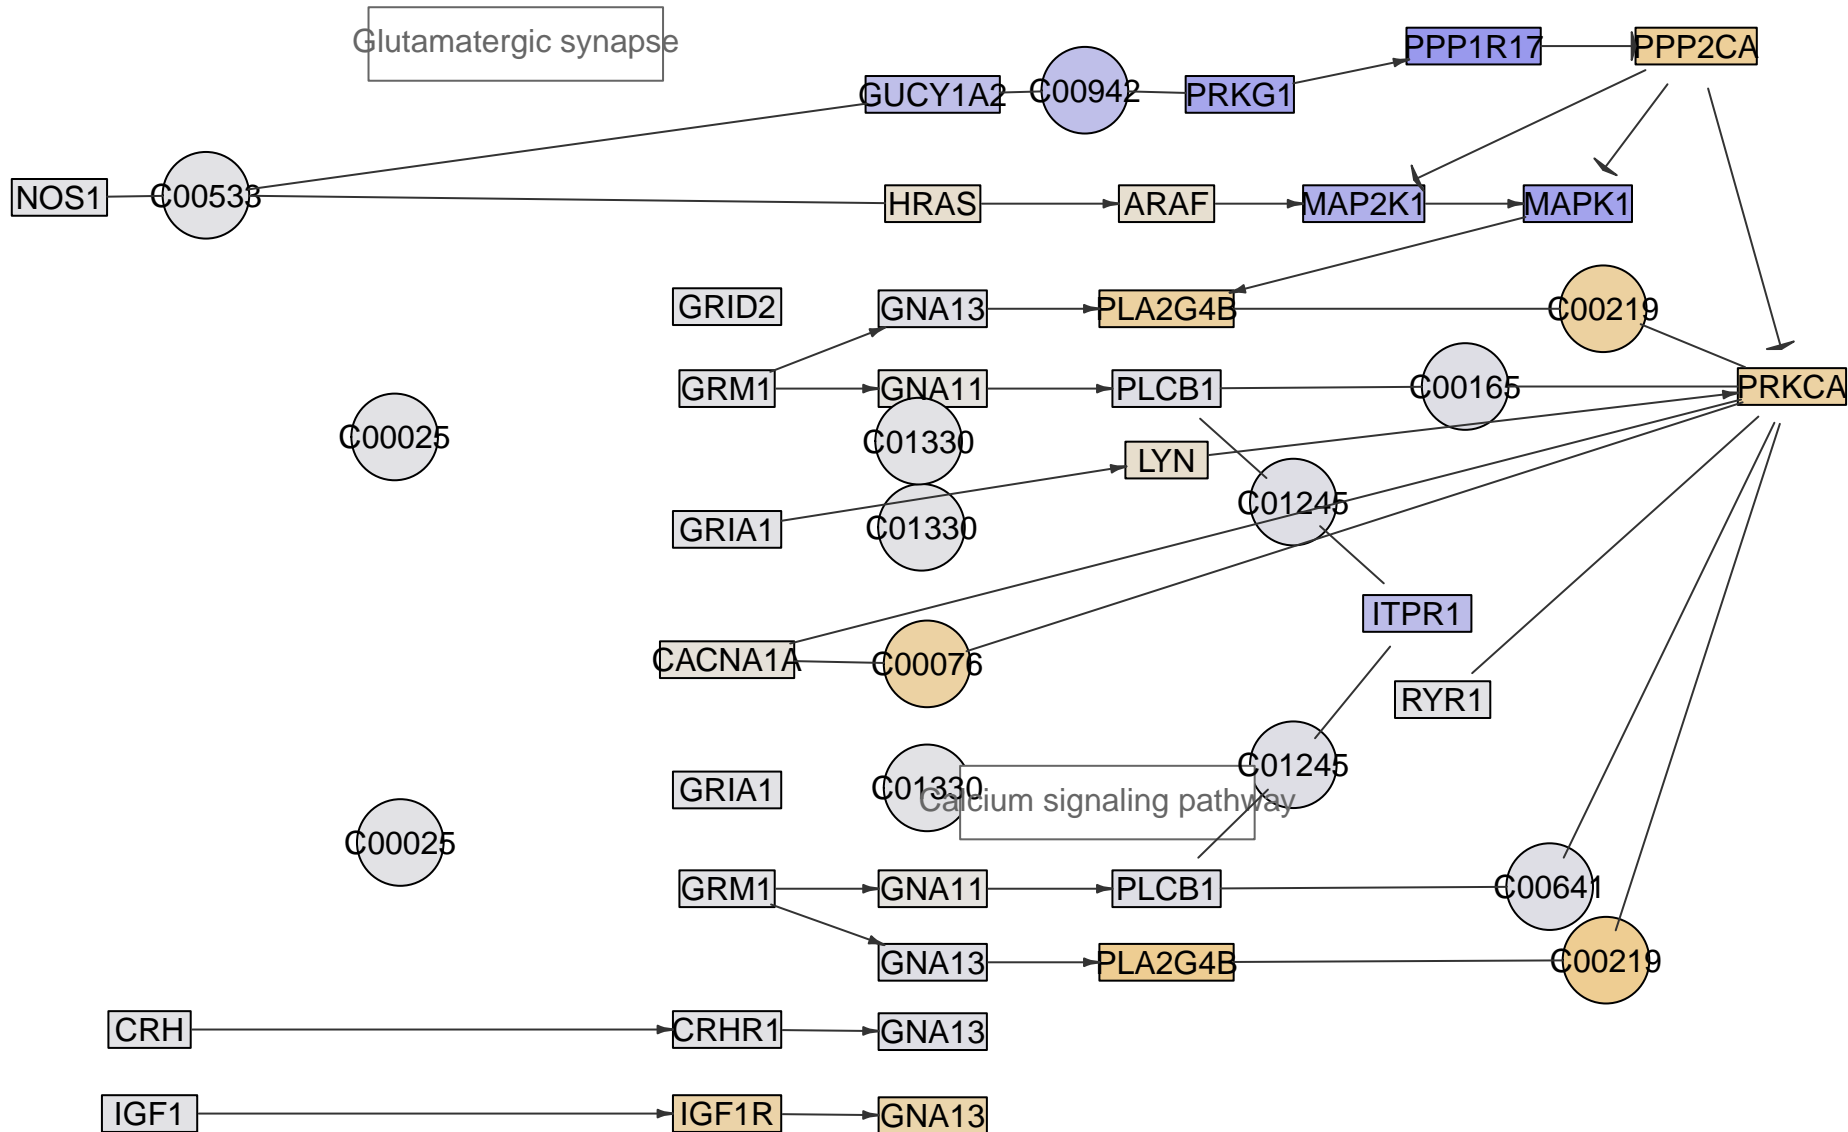 Glutamatergic synapse
PPP1R17
PPP2CA
GUCY1A2
C00942
PRKG1
NOS1
C00533
HRAS
ARAF
MAP2K1
MAPK1
GRID2
GNA13
PLA2G4B
C00219
GRM1
GNA11
PLCB1
C00165
PRKCA
C00025
C01330
LYN
GRIA1
C01330
C01245
ITPR1
CACNA1A
C00076
RYR1
GRIA1
C01330
C01245
Calcium signaling pathway
C00025
GRM1
GNA11
PLCB1
C00641
GNA13
PLA2G4B
C00219
CRH
CRHR1
GNA13
IGF1
IGF1R
GNA13